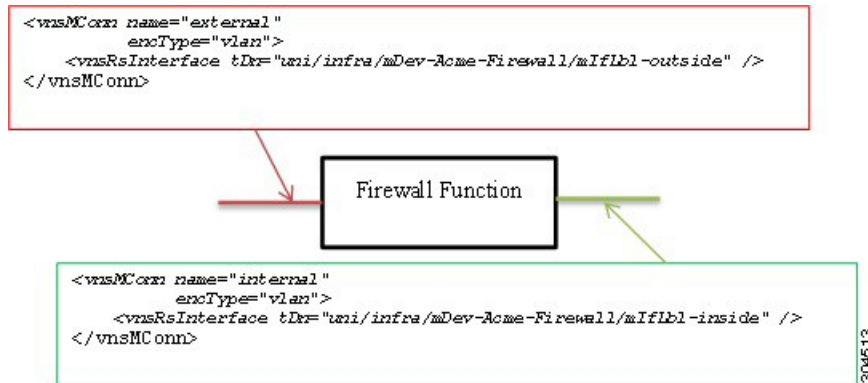 <vnsMConn name="external"
encType="vlan">
<vnsRsInterface tDn="uni/infra/mDev-Acme-Firewall/mIfLbl-outside" />
</vnsMConn>
Firewall Function
<vnsMConn name="internal"
encType="vlan">
<vnsRsInterface tDn="uni/infra/mDev-Acme-Firewall/mIfLbl-inside" />
</vnsMConn>
304513